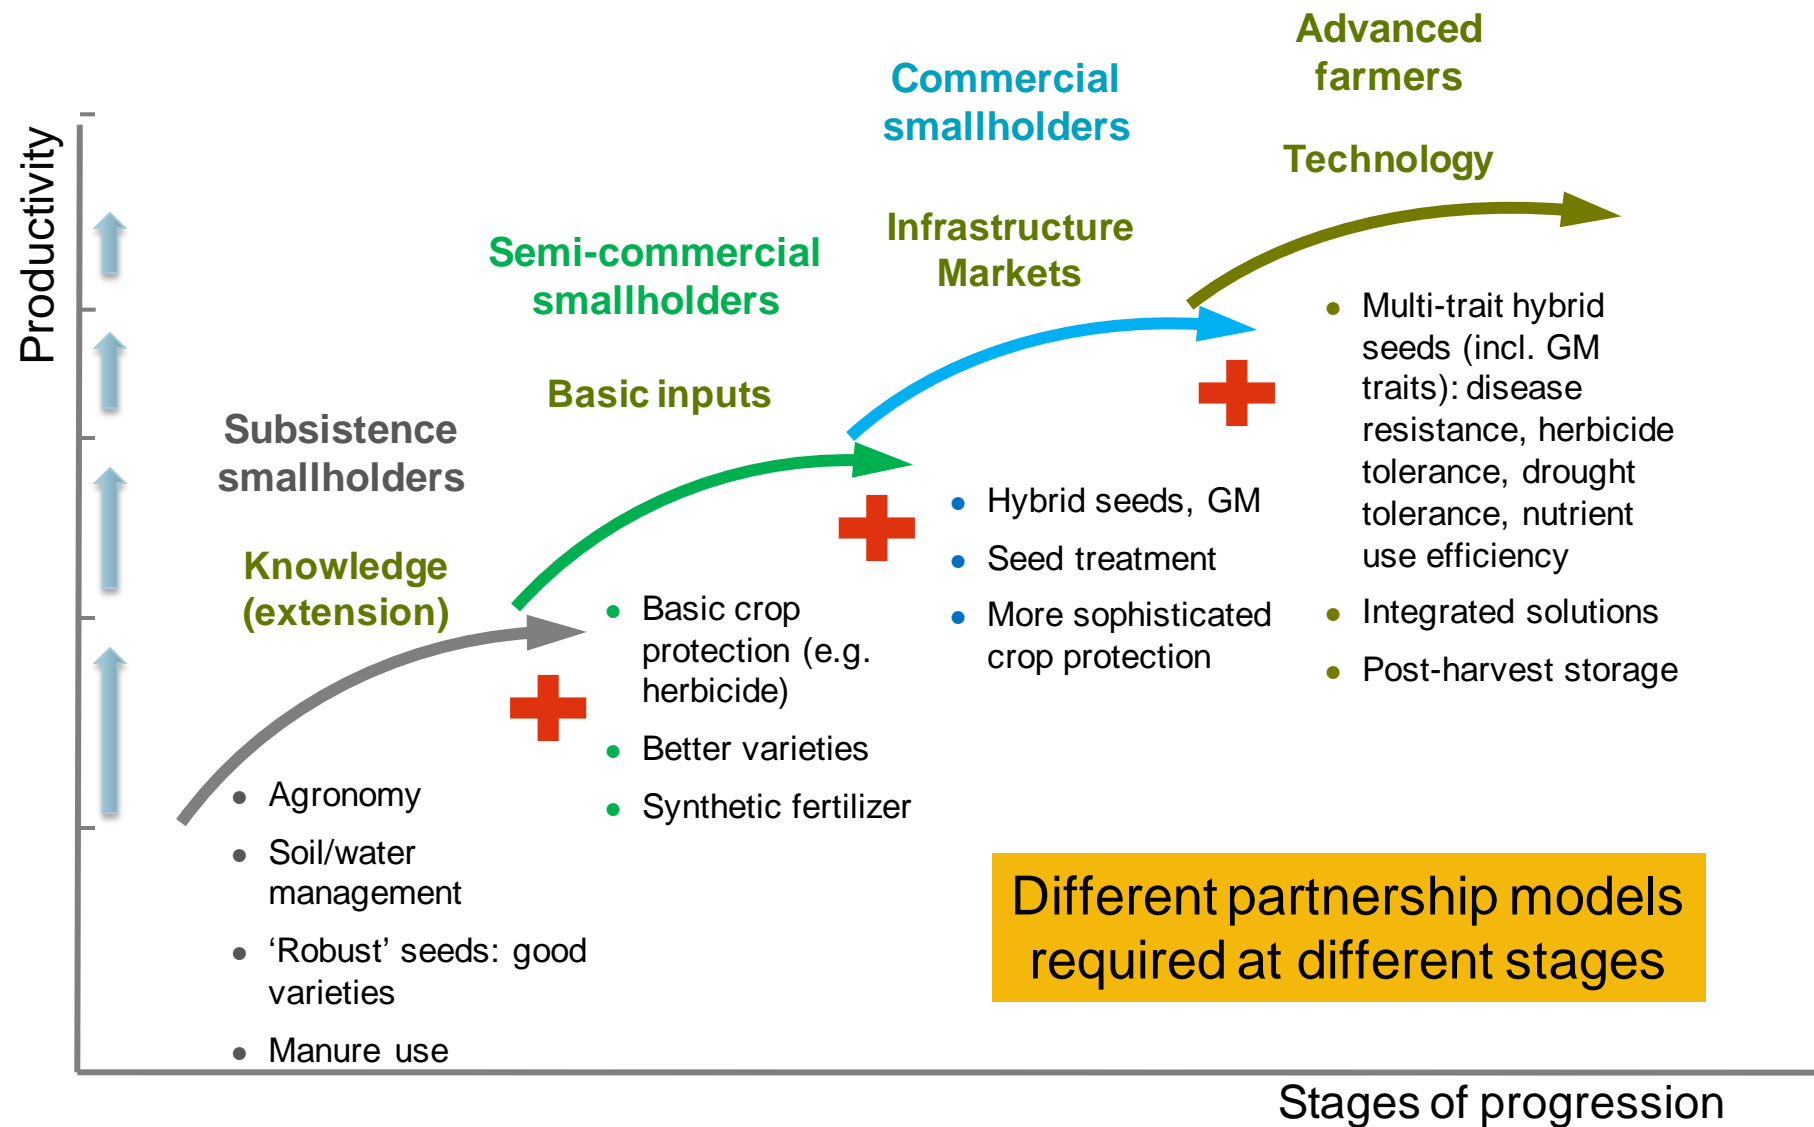 Productivity
Subsistence
smallholders
Knowledge
(extension)
● Agronomy
● Soil/water
management
● ‘Robust’ seeds: good
varieties
● Manure use
Semi-commercial
smallholders
Basic inputs
● Basic crop
protection (e.g.
herbicide)
● Better varieties
● Synthetic fertilizer
Commercial
smallholders
Infrastructure
Markets
● Hybrid seeds, GM
● Seed treatment
● More sophisticated
crop protection
Advanced
farmers
Technology
● Multi-trait hybrid
seeds (incl. GM
traits): disease
resistance, herbicide
tolerance, drought
tolerance, nutrient
use efficiency
● Integrated solutions
● Post-harvest storage
Different partnership models
required at different stages
Stages of progression